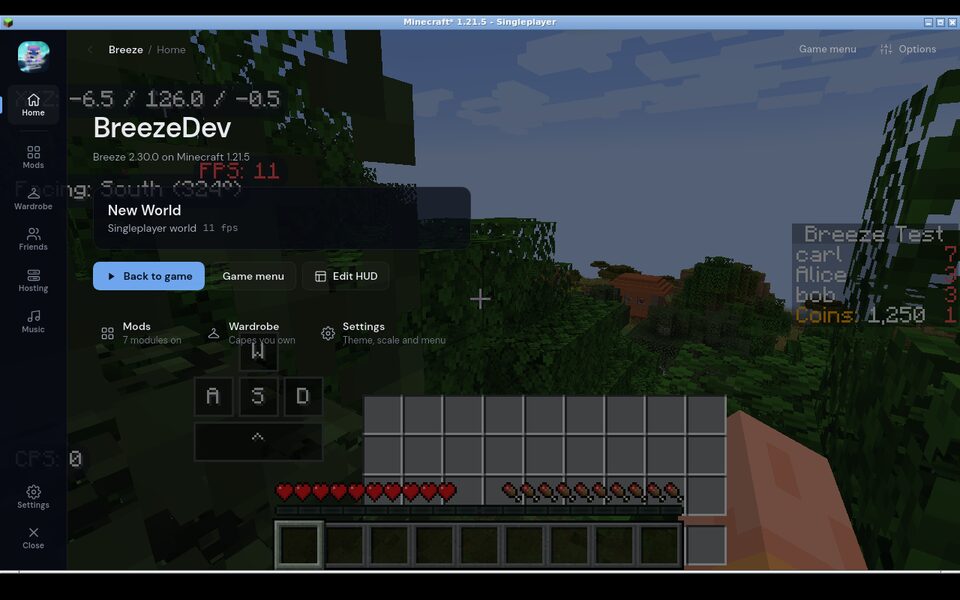 Minecraft* 1.21.5 - Singleplayer
Breeze / Home
Game menu
Options
Home
-6.5 / 126.0 / -0.5
BreezeDev
Breeze 2.30.0 on Minecraft 1.21.5
FPS: 11
Mods
Facing: South (324°)
Wardrobe
New World
Singleplayer world 11 fps
Friends
Breeze Test
carl 7
Alice
bob 3
Coins: 1,250 1
Back to game
Game menu
Edit HUD
Hosting
Music
Mods
7 modules on
Wardrobe
Capes you own
Settings
Theme, scale and menu
W
A S D
^
CPS: 0
Settings
Close